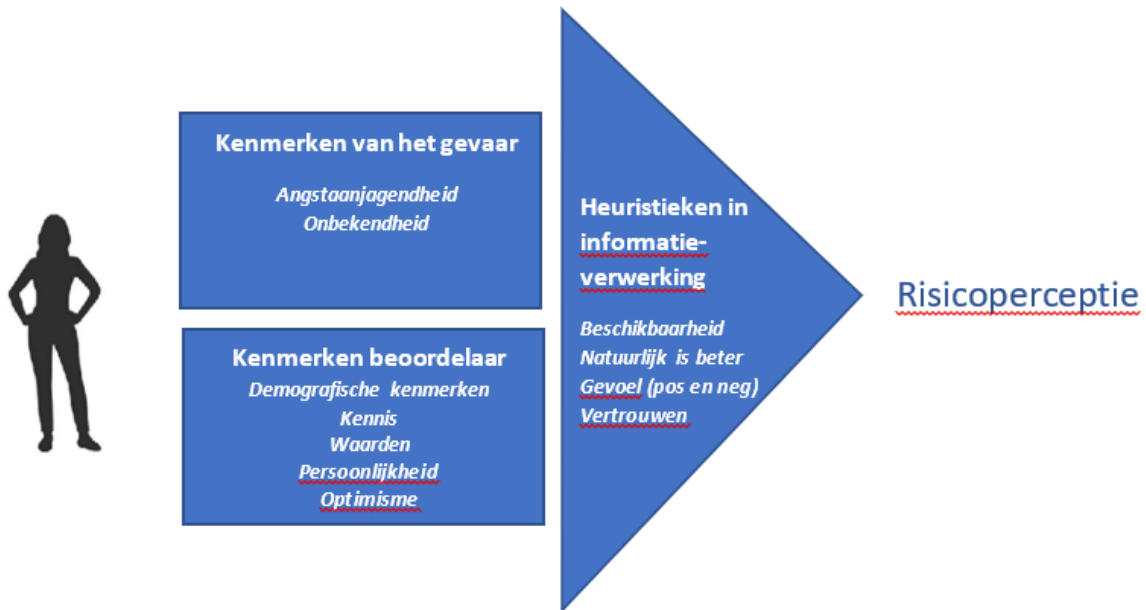 Kenmerken van het gevaar
Angstaanjagendheid
Onbekendheid
Kenmerken beoordelaar
Demografische kenmerken
Kennis
Waarden
Persoonlijkheid
Optimisme
Heuristieken in
informatie-
verwerking
Beschikbaarheid
Natuurlijk is beter
Gevoel (pos en neg)
Vertrouwen
Risicoperceptie